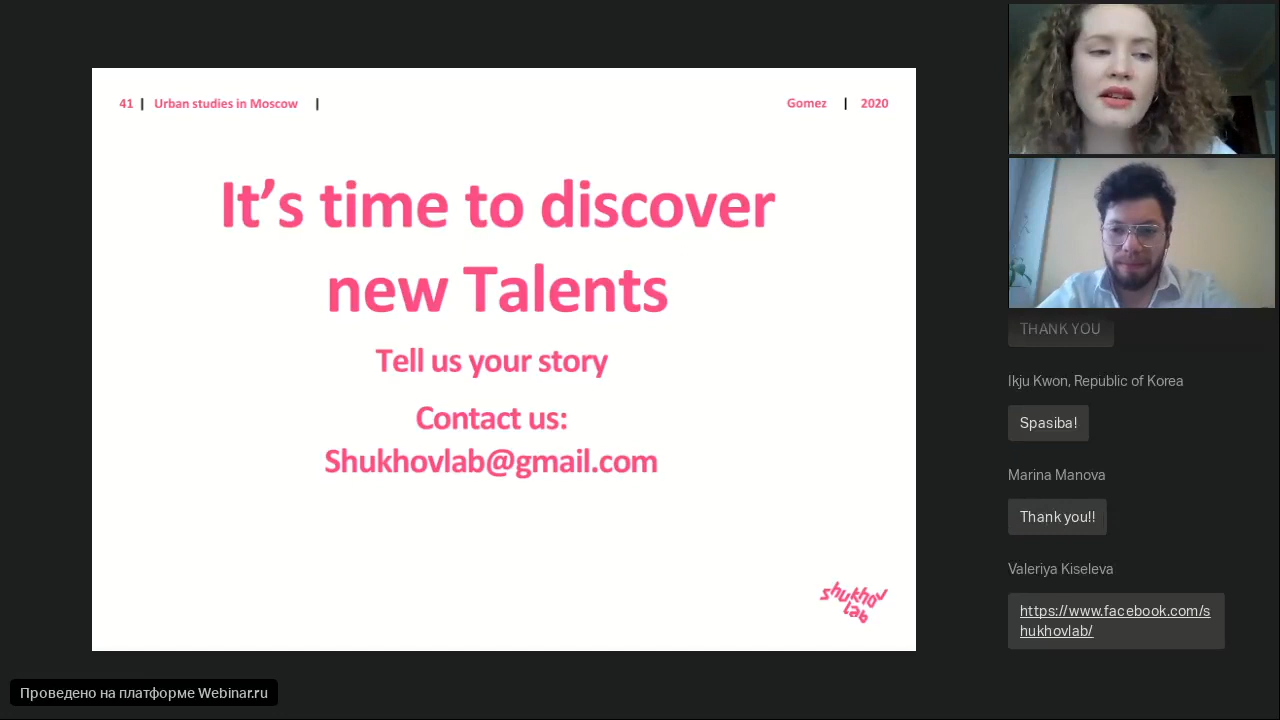 41 | Urban studies in Moscow |
Gomez | 2020
It’s time to discover
new Talents
Tell us your story
Contact us:
Shukhovlab@gmail.com
shukhov
lab
THANK YOU
Ikju Kwon, Republic of Korea
Spasiba!
Marina Manova
Thank you!!
Valeriya Kiseleva
https://www.facebook.com/s
hukhovlab/
Проведено на платформе Webinar.ru